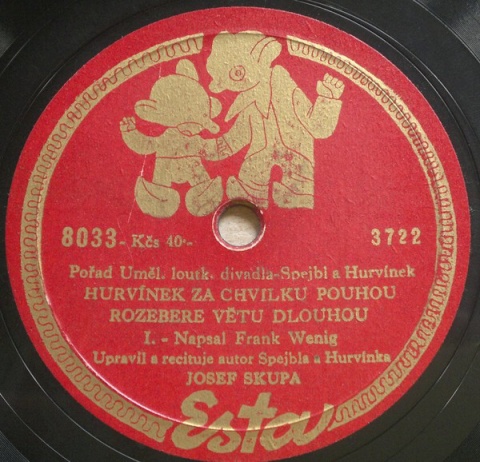 8033 - Kčs 40·- 3722
Pořad Uměl. loutk. divadla-Spejbl a Hurvínek
HURVÍNEK ZA CHVILKU POUHOU
ROZEBERE VĚTU DLOUHOU
I. - Napsal Frank Wenig
Upravil a recituje autor Spejbla a Hurvínka
JOSEF SKUPA
Esta